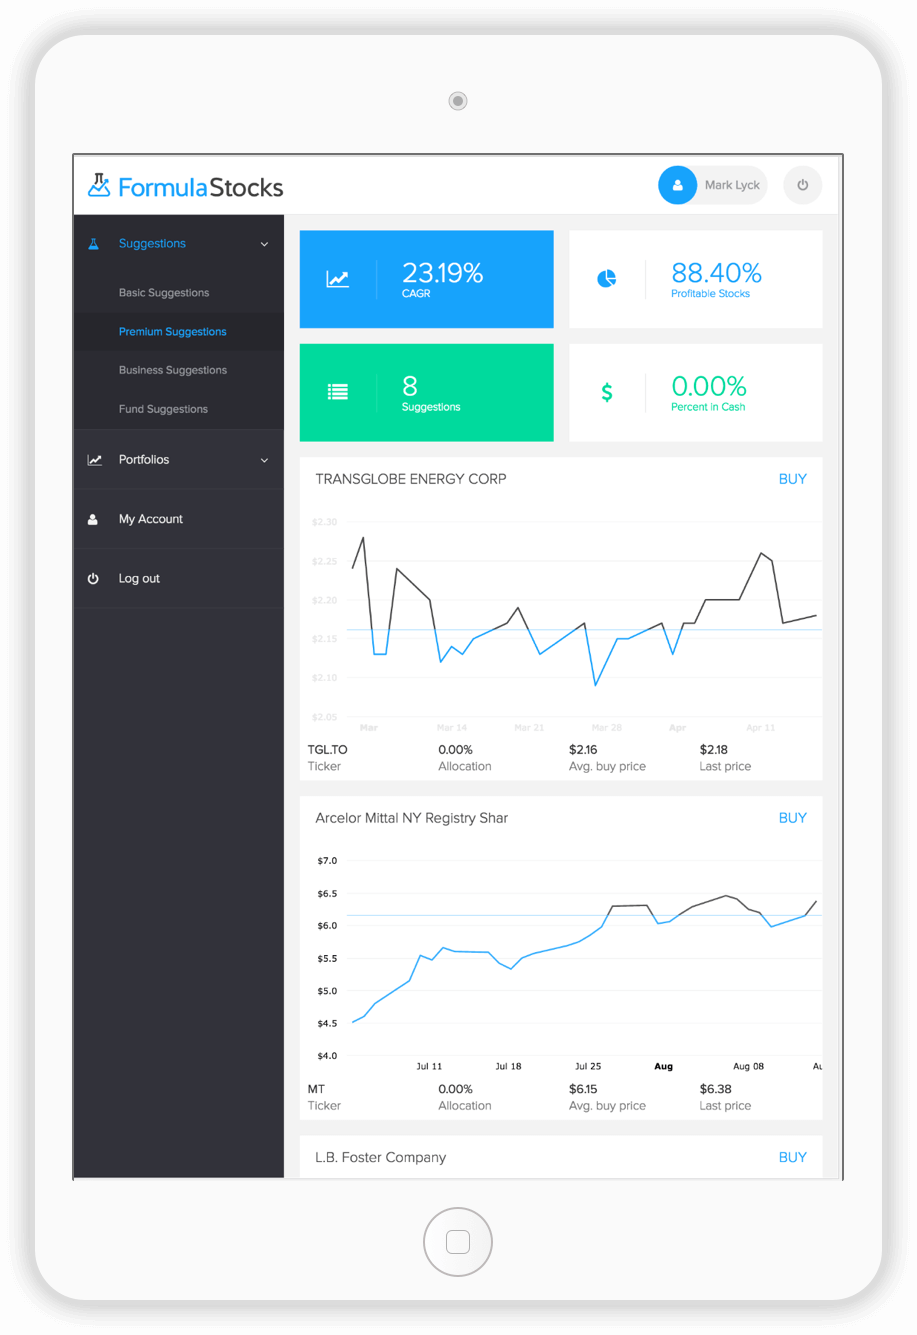 FormulaStocks
Mark Lyck
Suggestions
Basic Suggestions
Premium Suggestions
Business Suggestions
Fund Suggestions
Portfolios
My Account
Log out
23.19%
CAGR
88.40%
Profitable Stocks
8
Suggestions
$
0.00%
Percent in Cash
TRANSGLOBE ENERGY CORP BUY
$2.30
$2.25
$2.20
$2.15
$2.10
$2.05
Mar Mar 14 Mar 21 Mar 28 Apr Apr 11
TGL.TO 0.00% $2.16 $2.18
Ticker Allocation Avg. buy price Last price
Arcelor Mittal NY Registry Shar BUY
$7.0
$6.5
$6.0
$5.5
$5.0
$4.5
$4.0
Jul 11 Jul 18 Jul 25 Aug Aug 08 Au
MT 0.00% $6.15 $6.38
Ticker Allocation Avg. buy price Last price
L.B. Foster Company BUY